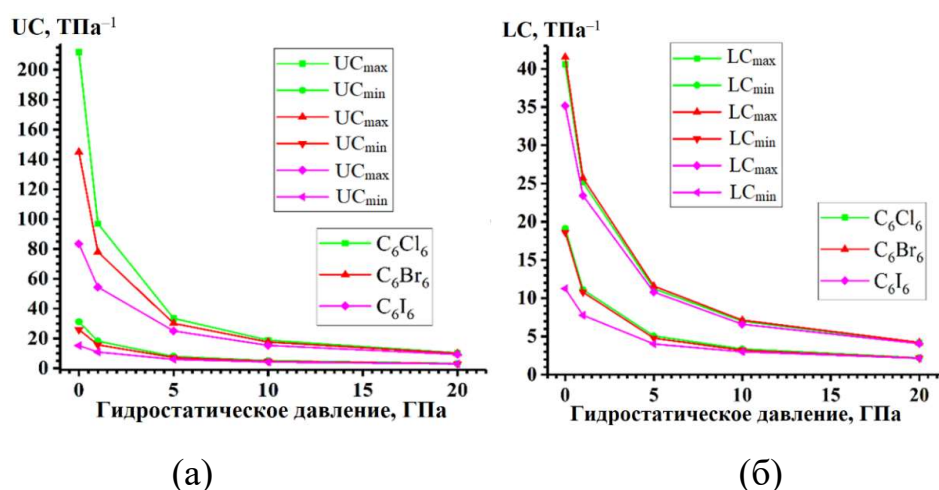 UC, ТПа⁻¹
200
180
160
140
120
100
80
60
40
20
0
0 5 10 15 20
Гидростатическое давление, ГПа
UCmax
UCmin
UCmax
UCmin
UCmax
UCmin
C₆Cl₆
C₆Br₆
C₆I₆
(а)
LC, ТПа⁻¹
40
35
30
25
20
15
10
5
0
0 5 10 15 20
Гидростатическое давление, ГПа
LCmax
LCmin
LCmax
LCmin
LCmax
LCmin
C₆Cl₆
C₆Br₆
C₆I₆
(б)